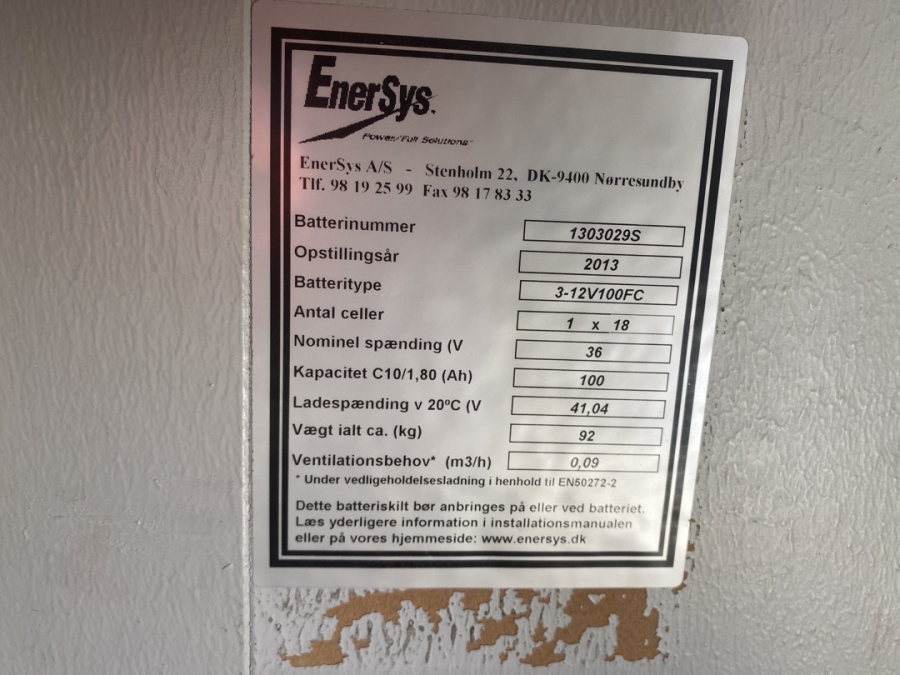 EnerSys
Power/Full Solutions
EnerSys A/S - Stenholm 22, DK-9400 Nørresundby
Tlf. 98 19 25 99 Fax 98 17 83 33
Batterinummer 1303029S
Opstillingsår 2013
Batteritype 3-12V100FC
Antal celler 1 x 18
Nominel spænding (V 36
Kapacitet C10/1,80 (Ah) 100
Ladespænding v 20ºC (V 41,04
Vægt ialt ca. (kg) 92
Ventilationsbehov* (m3/h) 0,09
* Under vedligeholdelsesladning i henhold til EN50272-2
Dette batteriskilt bør anbringes på eller ved batteriet.
Læs yderligere information i installationsmanualen
eller på vores hjemmeside: www.enersys.dk